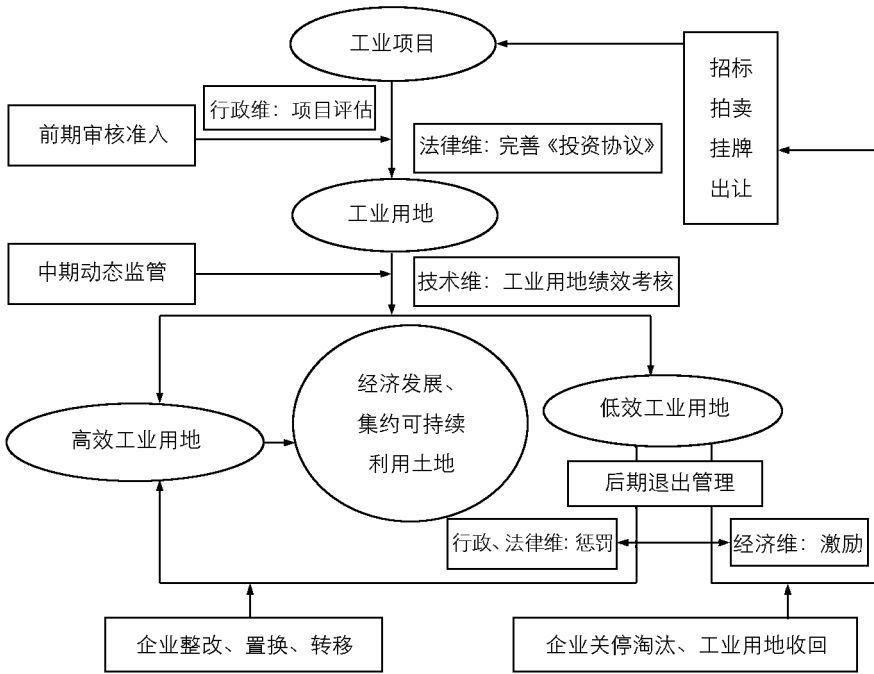 工业项目
招标
拍卖
挂牌
出让
行政维：项目评估
前期审核准入
法律维：完善《投资协议》
工业用地
中期动态监管
技术维：工业用地绩效考核
经济发展、
集约可持续
利用土地
高效工业用地
低效工业用地
后期退出管理
行政、法律维：惩罚
经济维：激励
企业整改、置换、转移
企业关停淘汰、工业用地收回